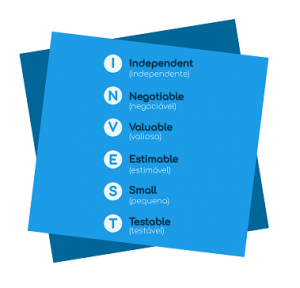 I Independent
(independente)
N Negotiable
(negociável)
V Valuable
(valiosa)
E Estimable
(estimável)
S Small
(pequena)
T Testable
(testável)